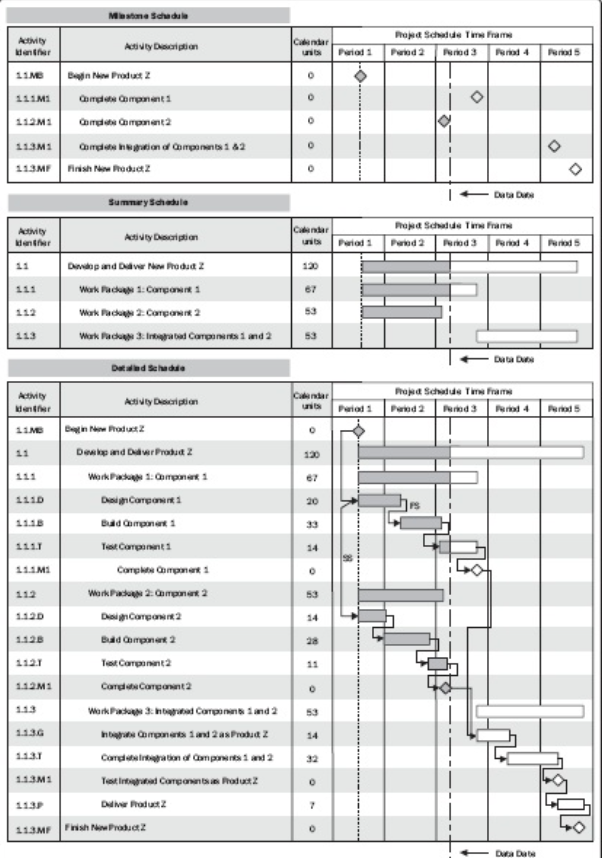 Milestone Schedule
Activity Identifier Activity Description Calendar units Project Schedule Time Frame
Period 1 Period 2 Period 3 Period 4 Period 5
1.1.MB Begin New Product Z 0
1.1.1.M1 Complete Component 1 0
1.1.2.M1 Complete Component 2 0
1.1.3.M1 Complete Integration of Components 1 & 2 0
1.1.3.MF Finish New Product Z 0
Data Date
Summary Schedule
Activity Identifier Activity Description Calendar units Project Schedule Time Frame
Period 1 Period 2 Period 3 Period 4 Period 5
1.1 Develop and Deliver New Product Z 120
1.1.1 Work Package 1: Component 1 67
1.1.2 Work Package 2: Component 2 53
1.1.3 Work Package 3: Integrated Components 1 and 2 53
Data Date
Detailed Schedule
Activity Identifier Activity Description Calendar units Project Schedule Time Frame
Period 1 Period 2 Period 3 Period 4 Period 5
1.1.MB Begin New Product Z 0
1.1 Develop and Deliver Product Z 120
1.1.1 Work Package 1: Component 1 67
1.1.1.D Design Component 1 20 FS
1.1.1.B Build Component 1 33
1.1.1.T Test Component 1 14
SS
1.1.1.M1 Complete Component 1 0
1.1.2 Work Package 2: Component 2 53
1.1.2.D Design Component 2 14
1.1.2.B Build Component 2 28
1.1.2.T Test Component 2 11
1.1.2.M1 Complete Component 2 0
1.1.3 Work Package 3: Integrated Components 1 and 2 53
1.1.3.G Integrate Components 1 and 2 as Product Z 14
1.1.3.T Complete Integration of Components 1 and 2 32
1.1.3.M1 Test Integrated Components as Product Z 0
1.1.3.P Deliver Product Z 7
1.1.3.MF Finish New Product Z 0
Data Date